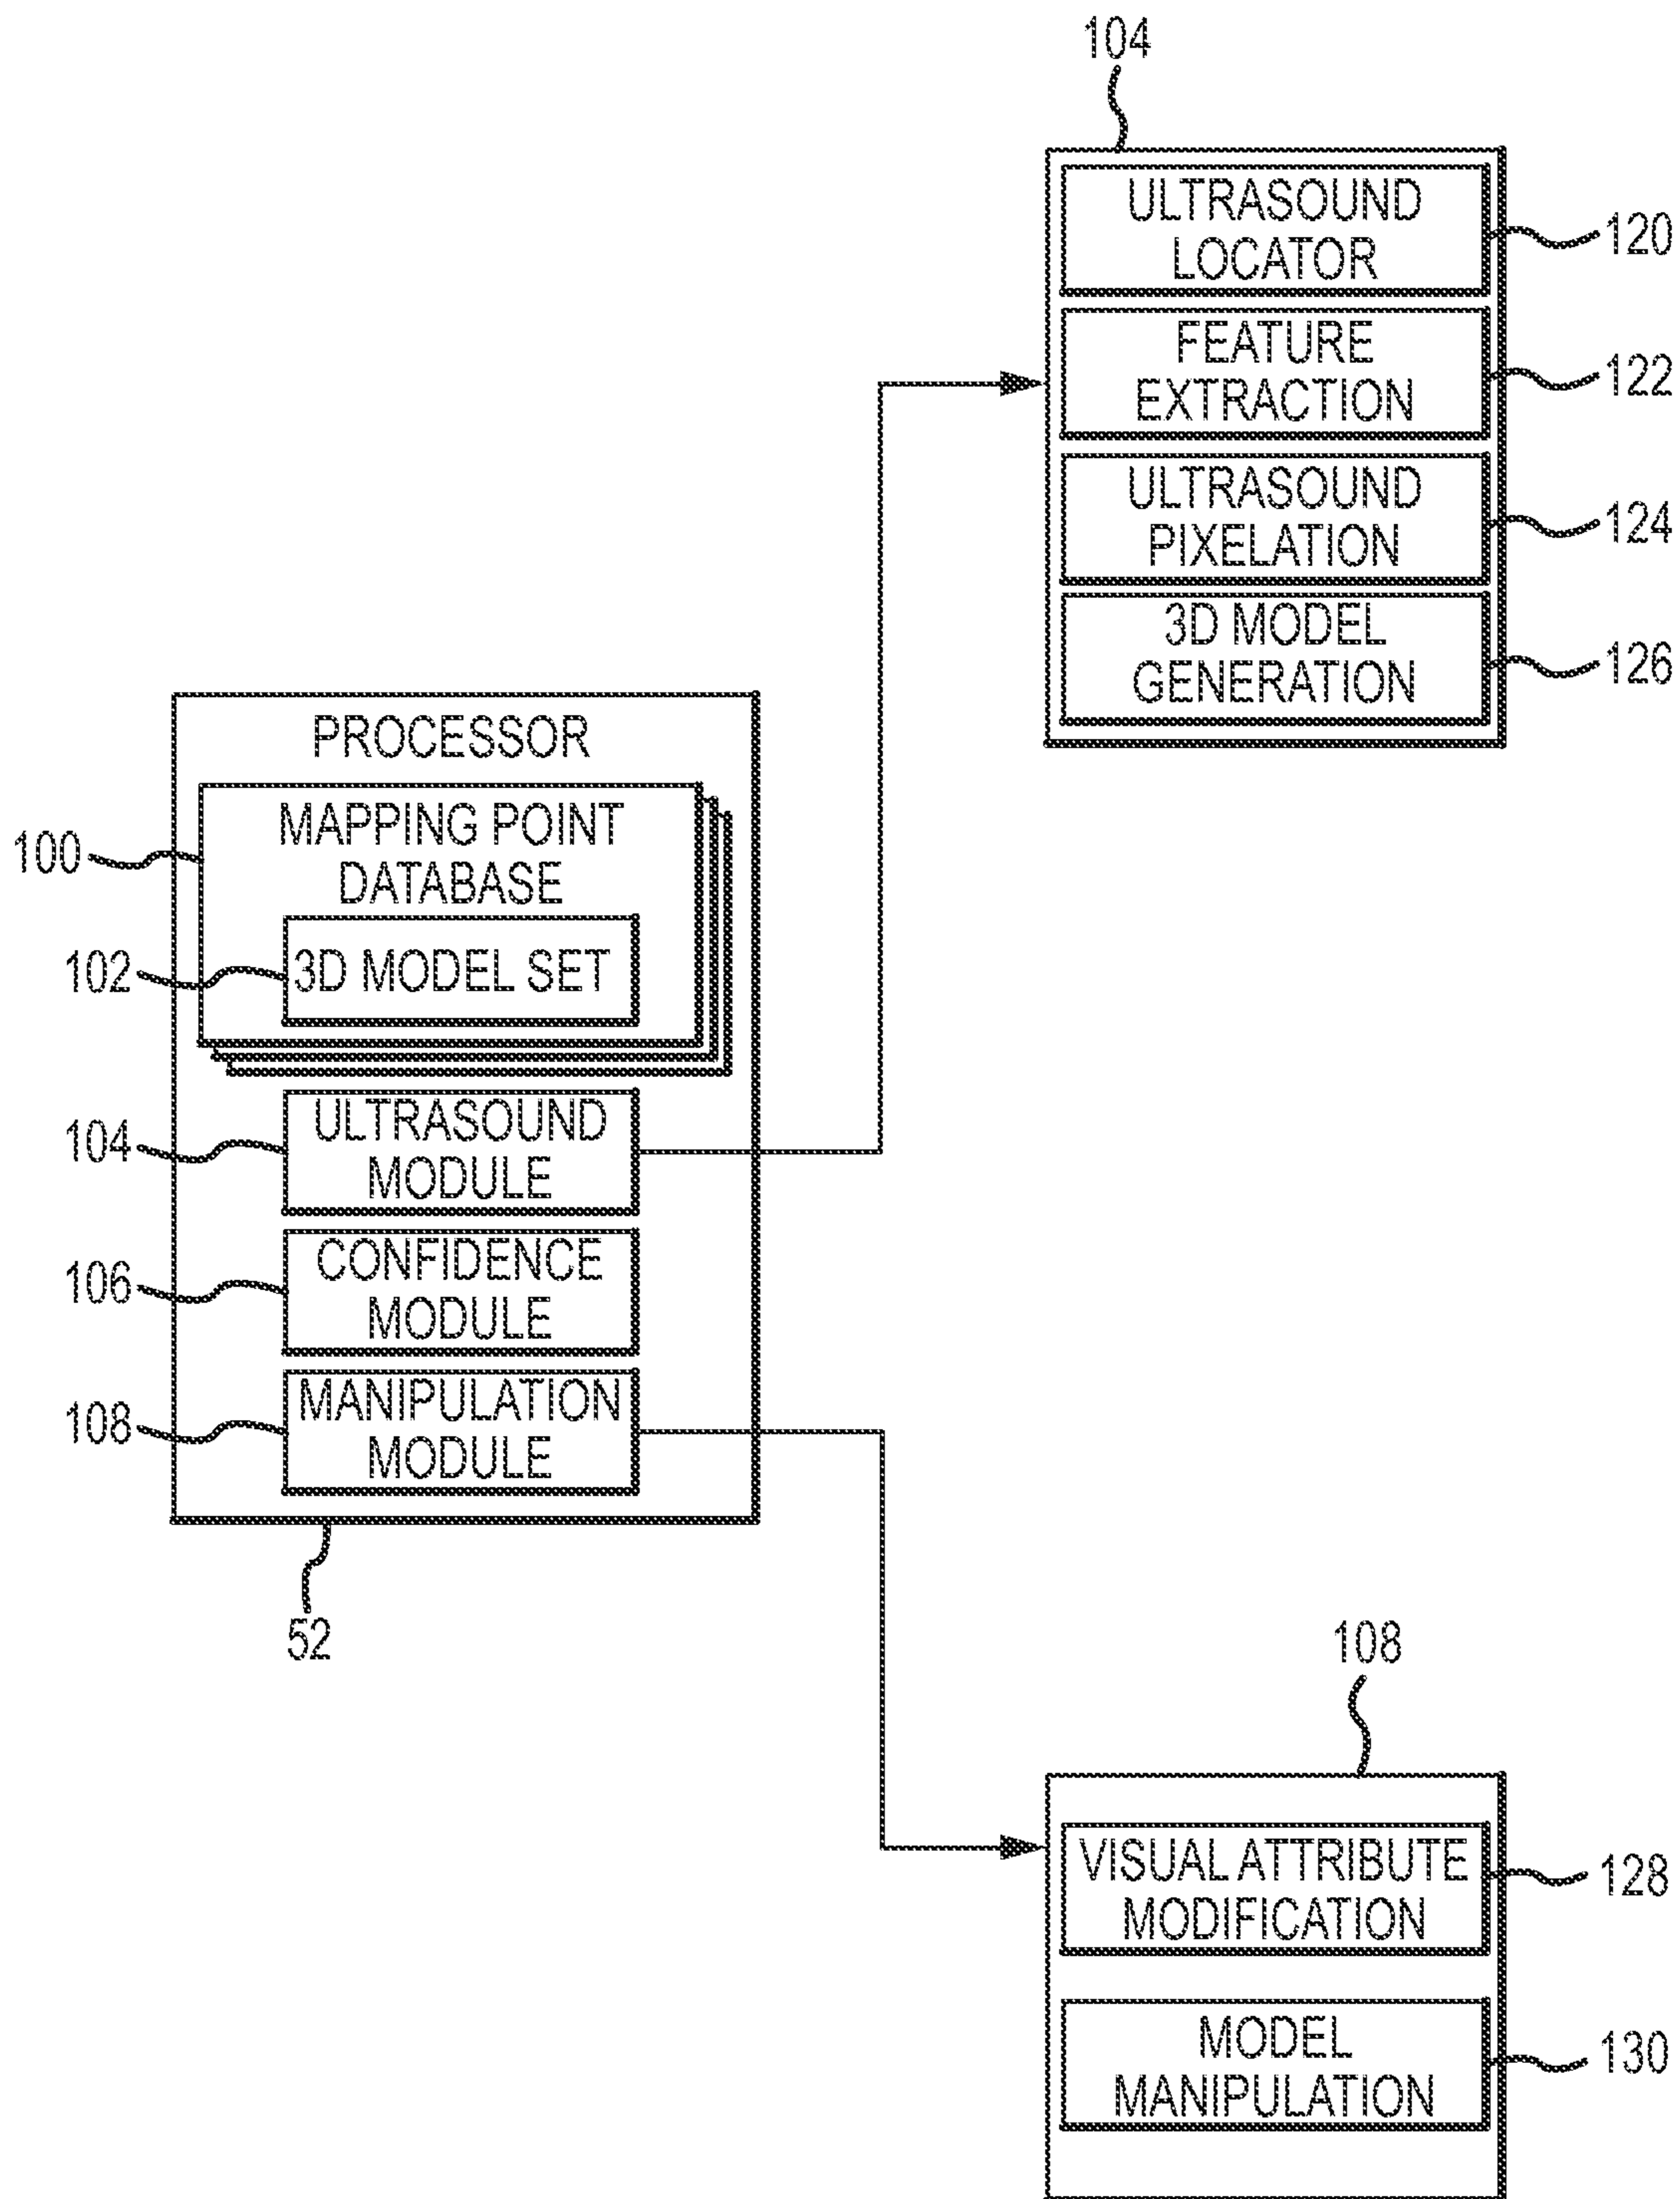 104
ULTRASOUND
LOCATOR
120
FEATURE
EXTRACTION
122
ULTRASOUND
PIXELATION
124
3D MODEL
GENERATION
126
PROCESSOR
MAPPING POINT
DATABASE
100
3D MODEL SET
102
ULTRASOUND
MODULE
104
CONFIDENCE
MODULE
106
MANIPULATION
MODULE
108
52
108
VISUAL ATTRIBUTE
MODIFICATION
128
MODEL
MANIPULATION
130